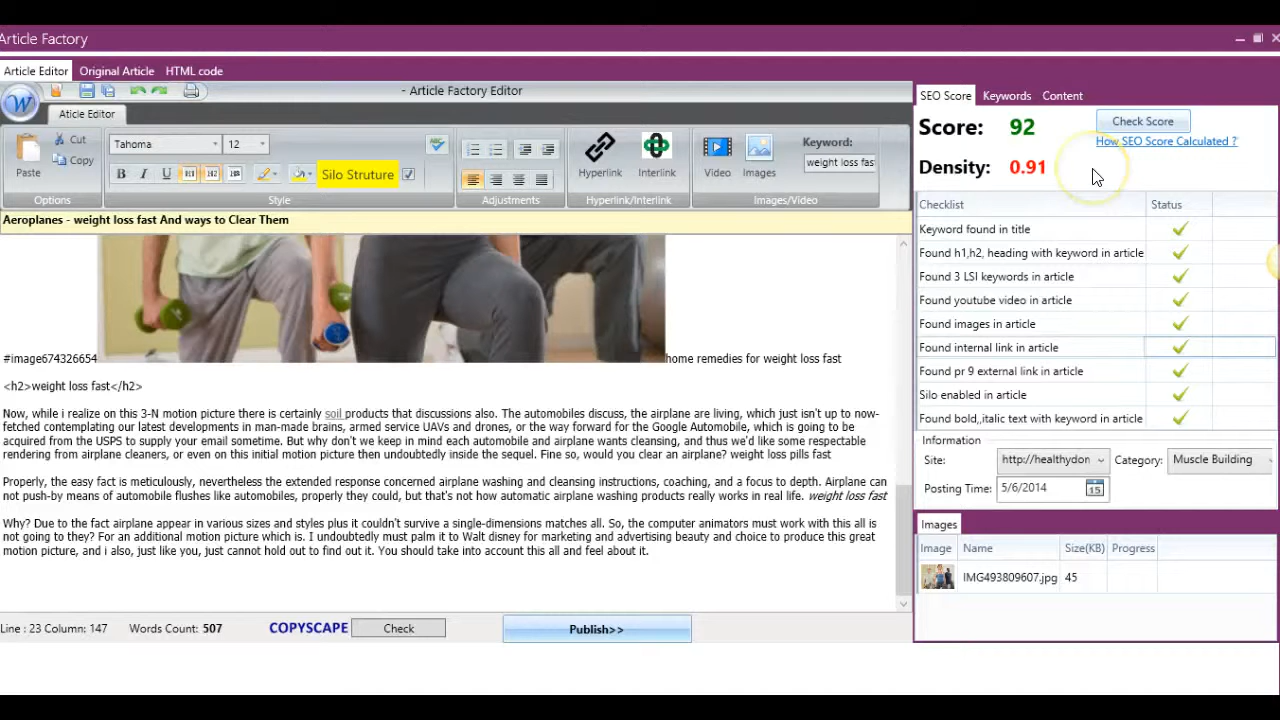 Article Factory
Article Editor Original Article HTML code
- Article Factory Editor
Aticle Editor
Paste
Cut
Copy
Options
Tahoma 12
B I U H1 H2
Silo Struture
Style
Adjustments
Hyperlink Interlink
Hyperlink/Interlink
Video Images
Keyword:
weight loss fas
Images/Video
Aeroplanes - weight loss fast And ways to Clear Them
#image674326654 home remedies for weight loss fast
<h2>weight loss fast</h2>
Now, while i realize on this 3-N motion picture there is certainly soil products that discussions also. The automobiles discuss, the airplane are living, which just isn't up to now-
fetched contemplating our latest developments in man-made brains, armed service UAVs and drones, or the way forward for the Google Automobile, which is going to be
acquired from the USPS to supply your email sometime. But why don't we keep in mind each automobile and airplane wants cleansing, and thus we'd like some respectable
rendering from airplane cleaners, or even on this initial motion picture then undoubtedly inside the sequel. Fine so, would you clear an airplane? weight loss pills fast
Properly, the easy fact is meticulously, nevertheless the extended response concerned airplane washing and cleansing instructions, coaching, and a focus to depth. Airplane can
not push-by means of automobile flushes like automobiles, properly they could, but that's not how automatic airplane washing products really works in real life. weight loss fast
Why? Due to the fact airplane appear in various sizes and styles plus it couldn't survive a single-dimensions matches all. So, the computer animators must work with this all is
not going to they? For an additional motion picture which is. I undoubtedly must palm it to Walt disney for marketing and advertising beauty and choice to produce this great
motion picture, and i also, just like you, just cannot hold out to find out it. You should take into account this all and feel about it.
Line : 23 Column: 147 Words Count: 507 COPYSCAPE Check Publish>>
SEO Score Keywords Content
Score: 92 Check Score
How SEO Score Calculated ?
Density: 0.91
Checklist Status
Keyword found in title
Found h1,h2, heading with keyword in article
Found 3 LSI keywords in article
Found youtube video in article
Found images in article
Found internal link in article
Found pr 9 external link in article
Silo enabled in article
Found bold,,italic text with keyword in article
Information
Site: http://healthydon Category: Muscle Building
Posting Time: 5/6/2014 15
Images
Image Name Size(KB) Progress
IMG493809607.jpg 45